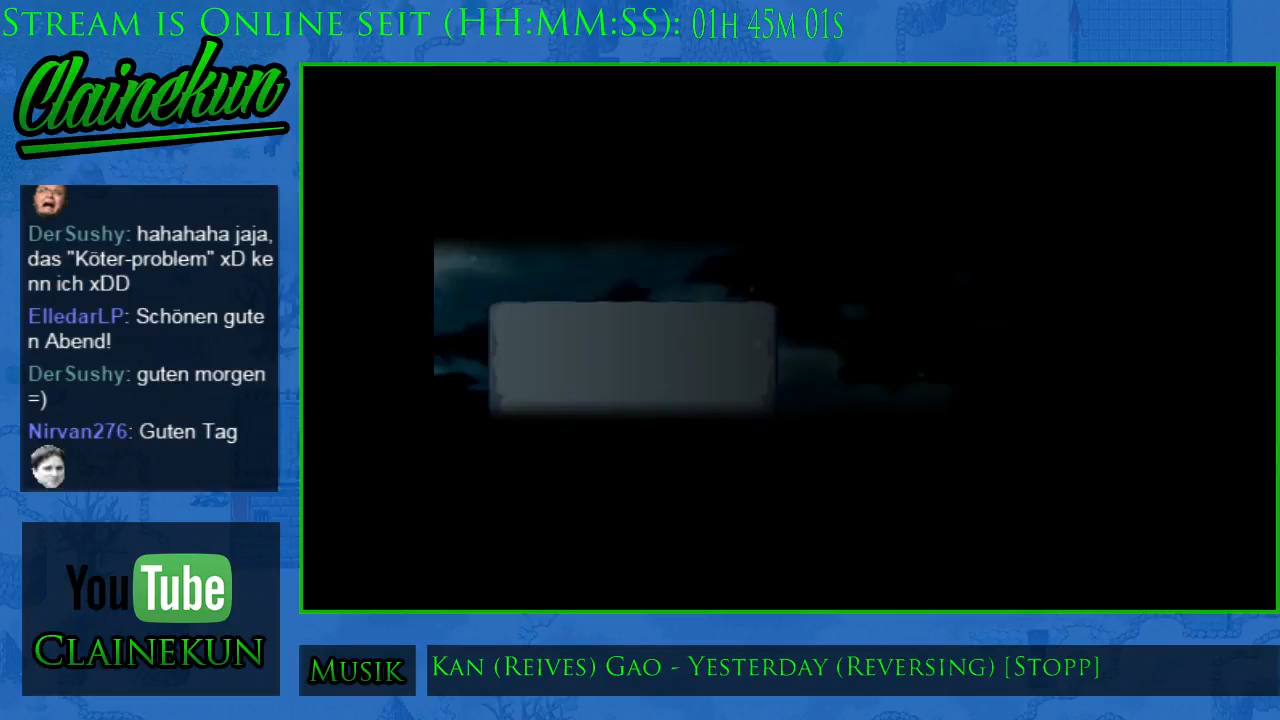 Stream is Online seit (HH:MM:SS): 01h 45m 01s
Clainekun
DerSushy: hahahaha jaja,
das "Köter-problem" xD ke
nn ich xDD
ElledarLP: Schönen gute
n Abend!
DerSushy: guten morgen
=)
Nirvan276: Guten Tag
YouTube
Clainekun
Musik
Kan (Reives) Gao - Yesterday (Reversing) [Stopp]